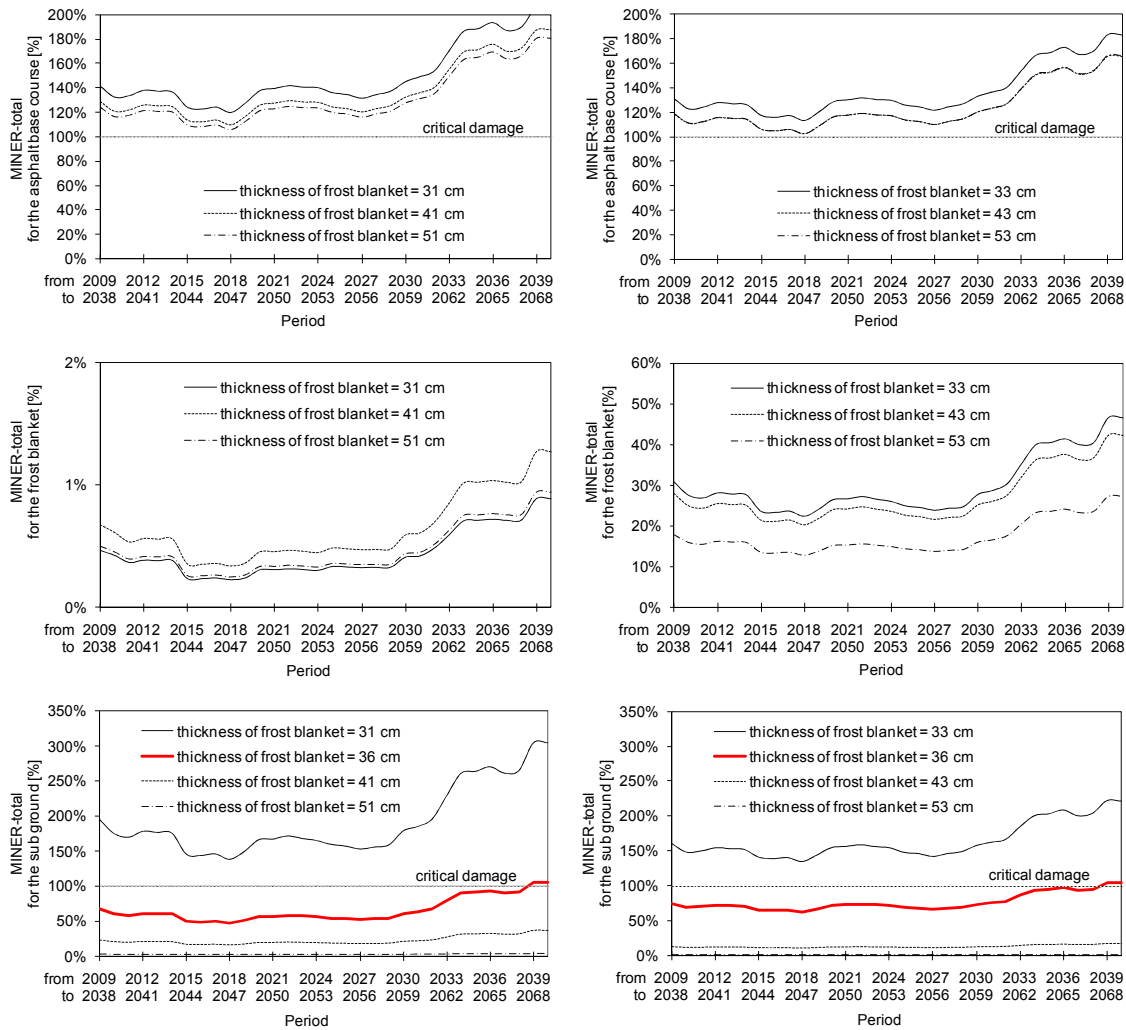 MINER-total
for the asphalt base course [%]
200%
180%
160%
140%
120%
100%
80%
60%
40%
20%
0%
critical damage
thickness of frost blanket = 31 cm
thickness of frost blanket = 41 cm
thickness of frost blanket = 51 cm
from 2009 2012 2015 2018 2021 2024 2027 2030 2033 2036 2039
to 2038 2041 2044 2047 2050 2053 2056 2059 2062 2065 2068
Period
MINER-total
for the asphalt base course [%]
200%
180%
160%
140%
120%
100%
80%
60%
40%
20%
0%
critical damage
thickness of frost blanket = 33 cm
thickness of frost blanket = 43 cm
thickness of frost blanket = 53 cm
from 2009 2012 2015 2018 2021 2024 2027 2030 2033 2036 2039
to 2038 2041 2044 2047 2050 2053 2056 2059 2062 2065 2068
Period
MINER-total
for the frost blanket [%]
2%
1%
0%
thickness of frost blanket = 31 cm
thickness of frost blanket = 41 cm
thickness of frost blanket = 51 cm
from 2009 2012 2015 2018 2021 2024 2027 2030 2033 2036 2039
to 2038 2041 2044 2047 2050 2053 2056 2059 2062 2065 2068
Period
MINER-total
for the frost blanket [%]
60%
50%
40%
30%
20%
10%
0%
thickness of frost blanket = 33 cm
thickness of frost blanket = 43 cm
thickness of frost blanket = 53 cm
from 2009 2012 2015 2018 2021 2024 2027 2030 2033 2036 2039
to 2038 2041 2044 2047 2050 2053 2056 2059 2062 2065 2068
Period
MINER-total
for the sub ground [%]
350%
300%
250%
200%
150%
100%
50%
0%
thickness of frost blanket = 31 cm
thickness of frost blanket = 36 cm
thickness of frost blanket = 41 cm
thickness of frost blanket = 51 cm
critical damage
from 2009 2012 2015 2018 2021 2024 2027 2030 2033 2036 2039
to 2038 2041 2044 2047 2050 2053 2056 2059 2062 2065 2068
Period
MINER-total
for the sub ground [%]
350%
300%
250%
200%
150%
100%
50%
0%
thickness of frost blanket = 33 cm
thickness of frost blanket = 36 cm
thickness of frost blanket = 43 cm
thickness of frost blanket = 53 cm
critical damage
from 2009 2012 2015 2018 2021 2024 2027 2030 2033 2036 2039
to 2038 2041 2044 2047 2050 2053 2056 2059 2062 2065 2068
Period